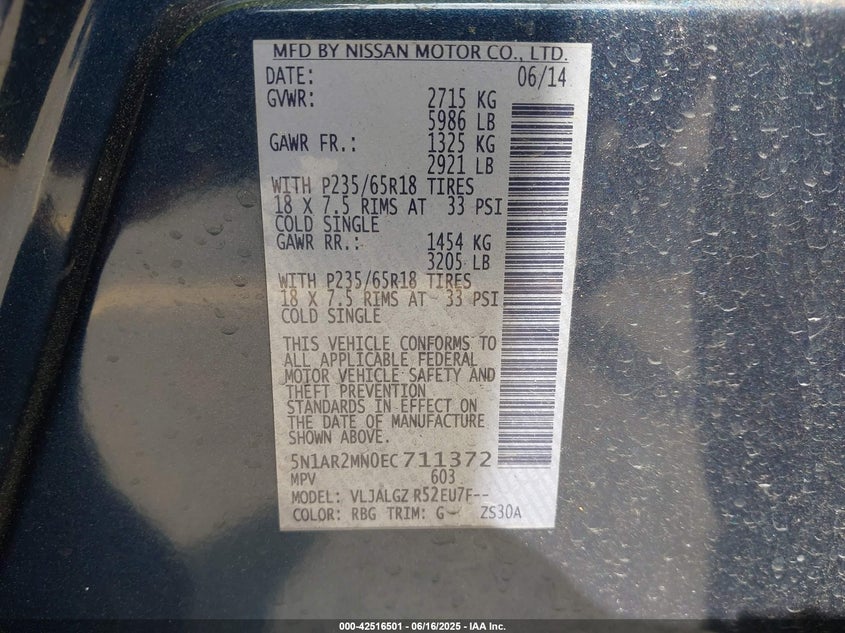 MFD BY NISSAN MOTOR CO., LTD.
DATE: 06/14
GVWR: 2715 KG
5986 LB
GAWR FR.: 1325 KG
2921 LB
WITH P235/65R18 TIRES
18 X 7.5 RIMS AT 33 PSI
COLD SINGLE
GAWR RR.: 1454 KG
3205 LB
WITH P235/65R18 TIRES
18 X 7.5 RIMS AT 33 PSI
COLD SINGLE
THIS VEHICLE CONFORMS TO
ALL APPLICABLE FEDERAL
MOTOR VEHICLE SAFETY AND
THEFT PREVENTION
STANDARDS IN EFFECT ON
THE DATE OF MANUFACTURE
SHOWN ABOVE.
5N1AR2MN0EC711372
MPV 603
MODEL: VLJALGZ R52EU7F--
COLOR: RBG TRIM: G- ZS30A
000-42516501 - 06/16/2025 - IAA Inc.